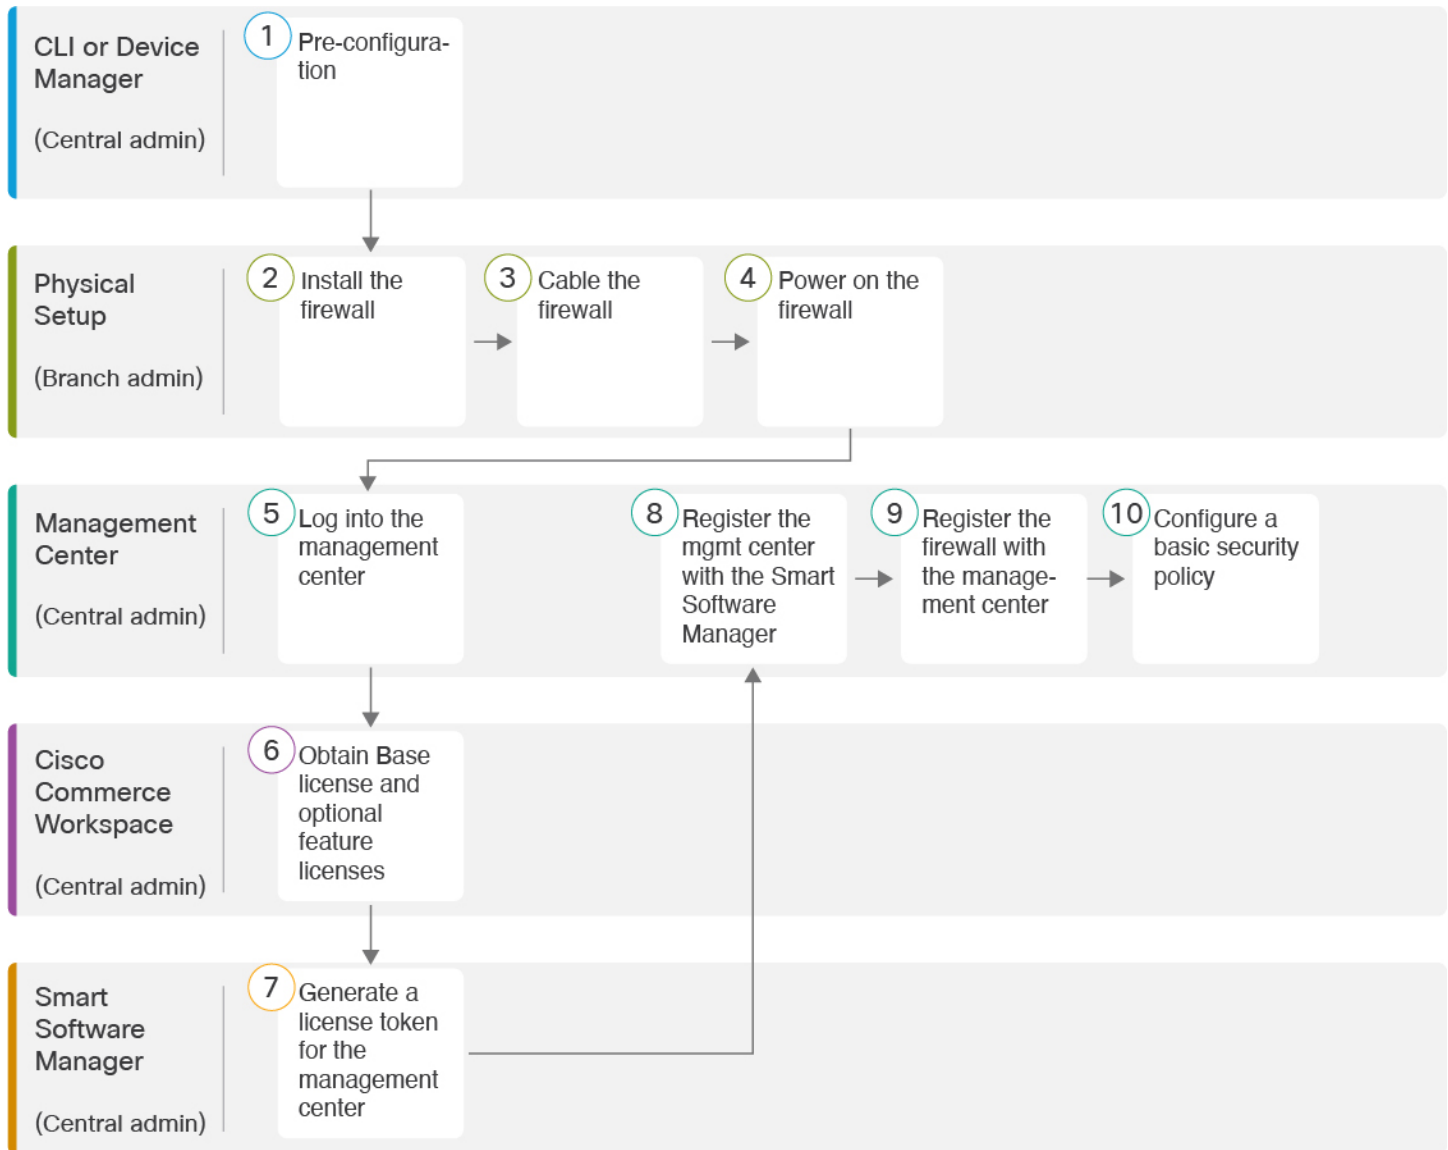 CLI or Device
Manager
(Central admin)
1
Pre-configura-
tion
Physical
Setup
(Branch admin)
2
Install the
firewall
3
Cable the
firewall
4
Power on the
firewall
Management
Center
(Central admin)
5
Log into the
management
center
8
Register the
mgmt center
with the Smart
Software
Manager
9
Register the
firewall with
the manage-
ment center
10
Configure a
basic security
policy
Cisco
Commerce
Workspace
(Central admin)
6
Obtain Base
license and
optional
feature
licenses
Smart
Software
Manager
(Central admin)
7
Generate a
license token
for the
management
center